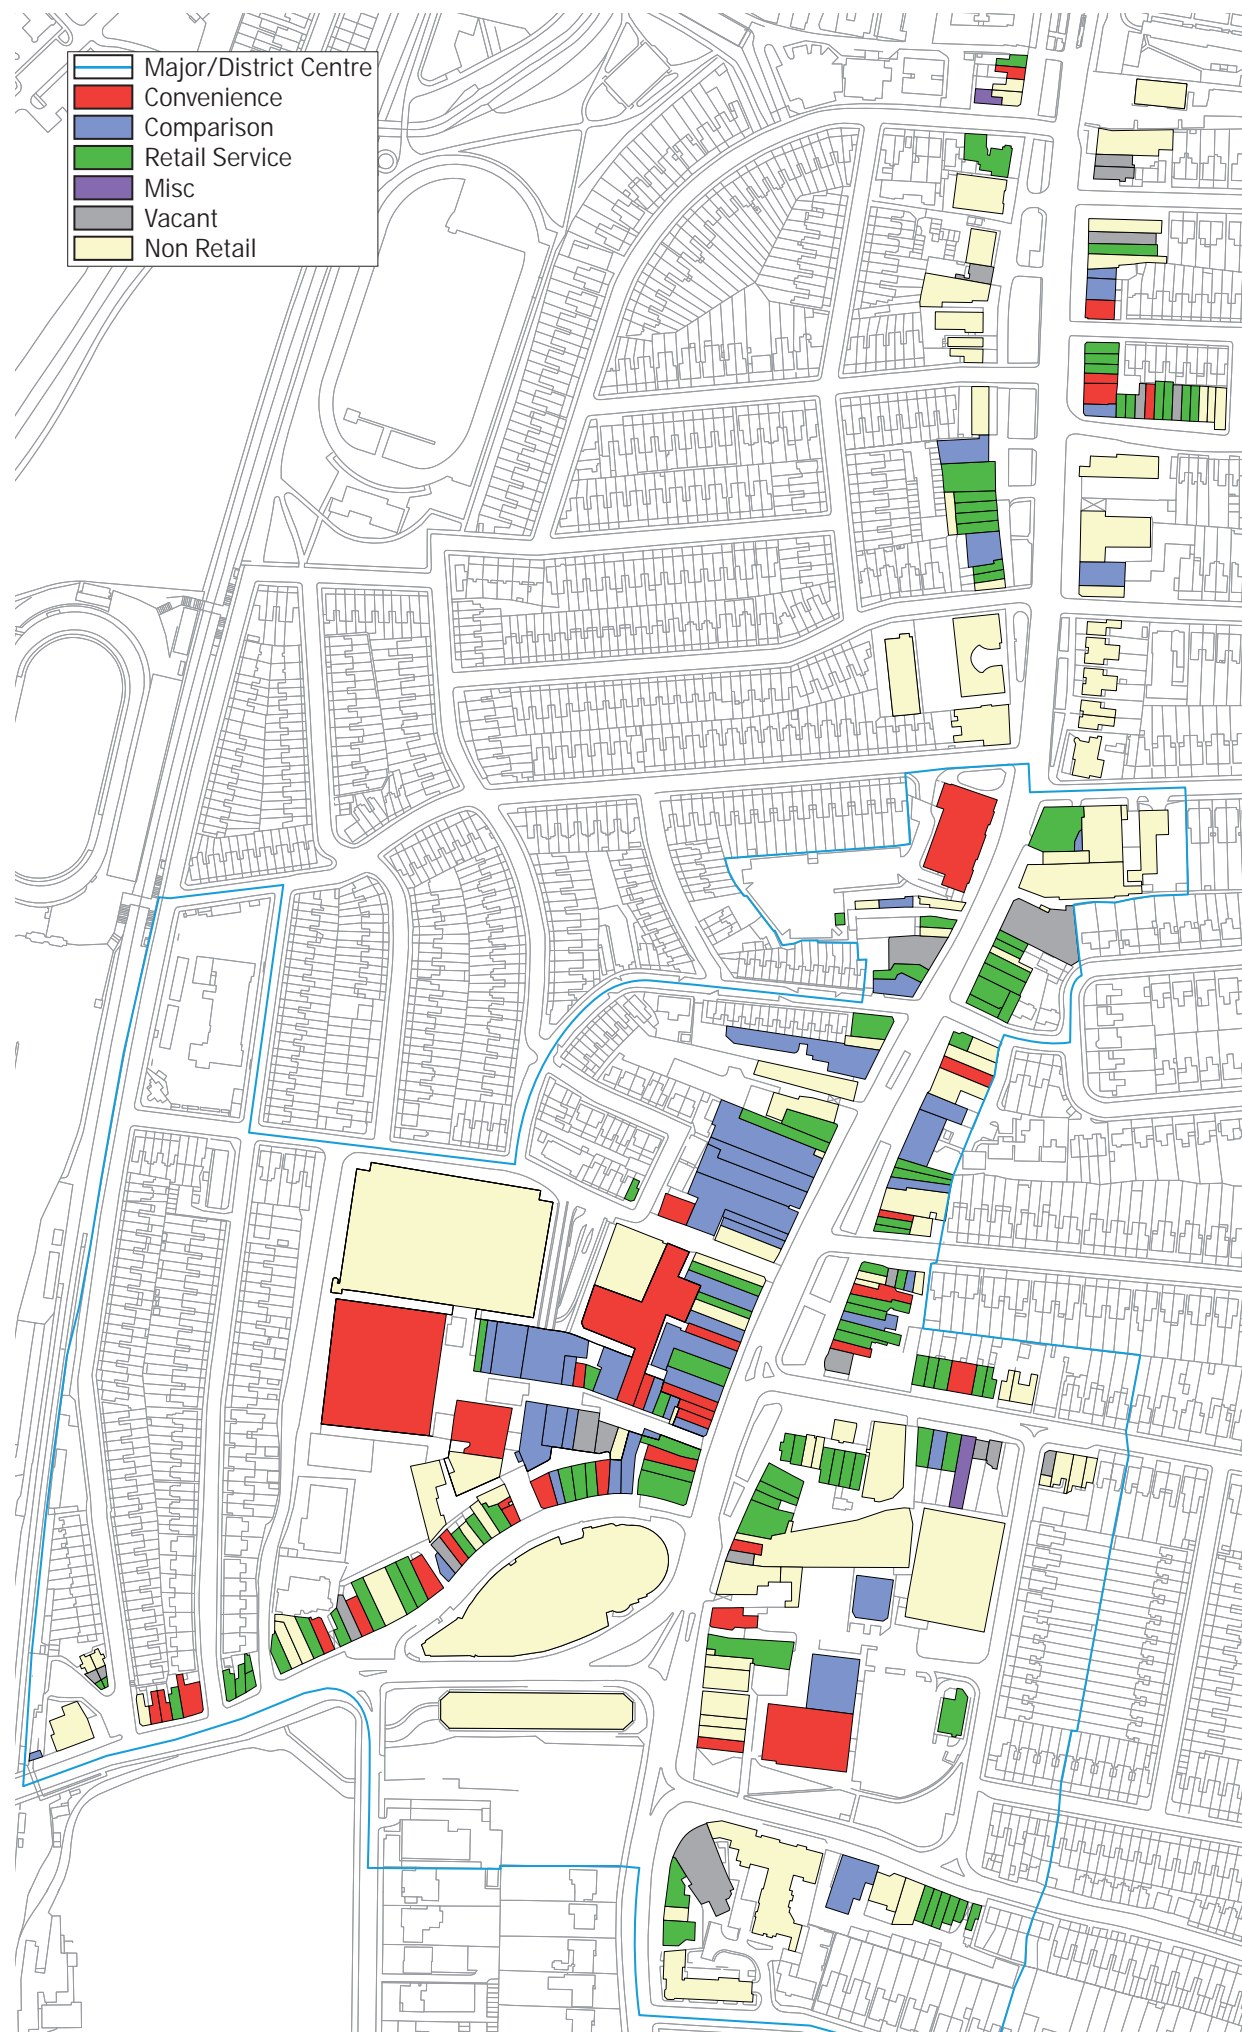 Major/District Centre
Convenience
Comparison
Retail Service
Misc
Vacant
Non Retail